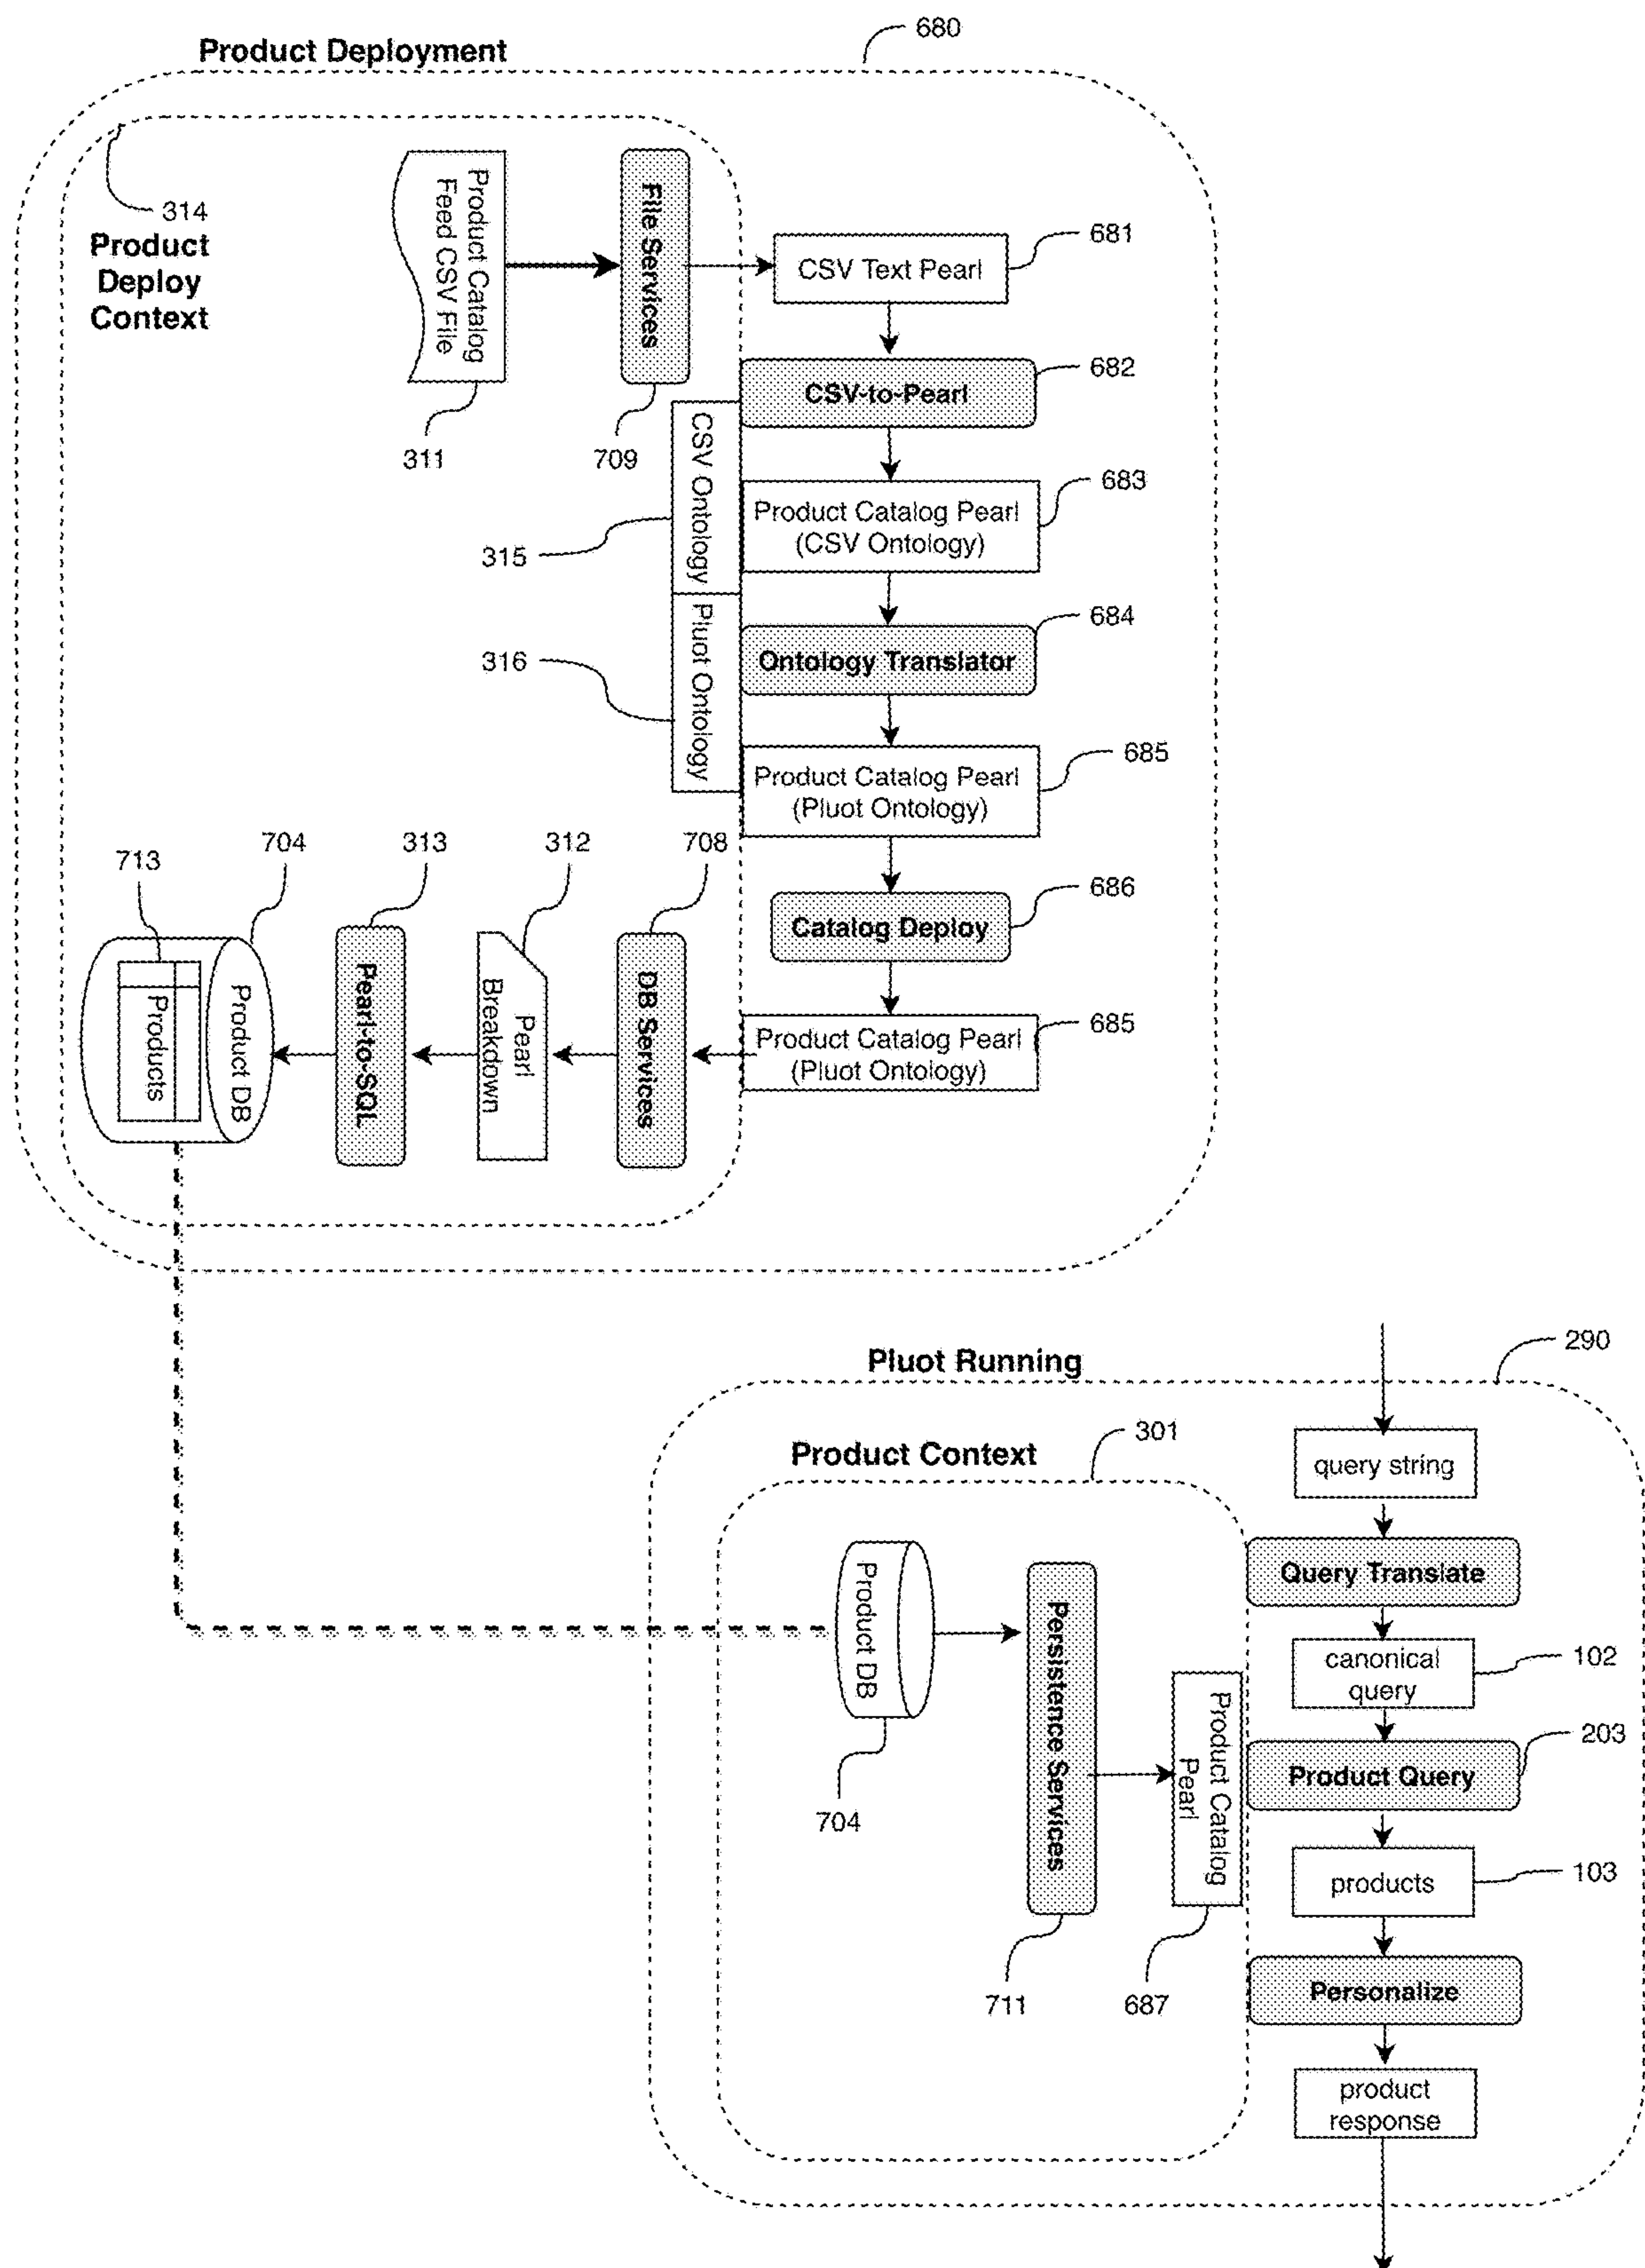 680
Product Deployment
314
Product
Deploy
Context
Product Catalog
Feed CSV File
311
File Services
709
CSV Text Pearl
681
CSV-to-Pearl
682
CSV Ontology
315
Product Catalog Pearl
(CSV Ontology)
683
Pluot Ontology
316
Ontology Translator
684
Product Catalog Pearl
(Pluot Ontology)
685
Catalog Deploy
686
Product Catalog Pearl
(Pluot Ontology)
685
DB Services
708
Pearl
Breakdown
312
Pearl-to-SQL
313
Product DB
704
Products
713
Pluot Running
290
Product Context
301
query string
Query Translate
canonical
query
102
Product Query
203
products
103
Personalize
product
response
Product DB
704
Persistence Services
711
Product Catalog
Pearl
687